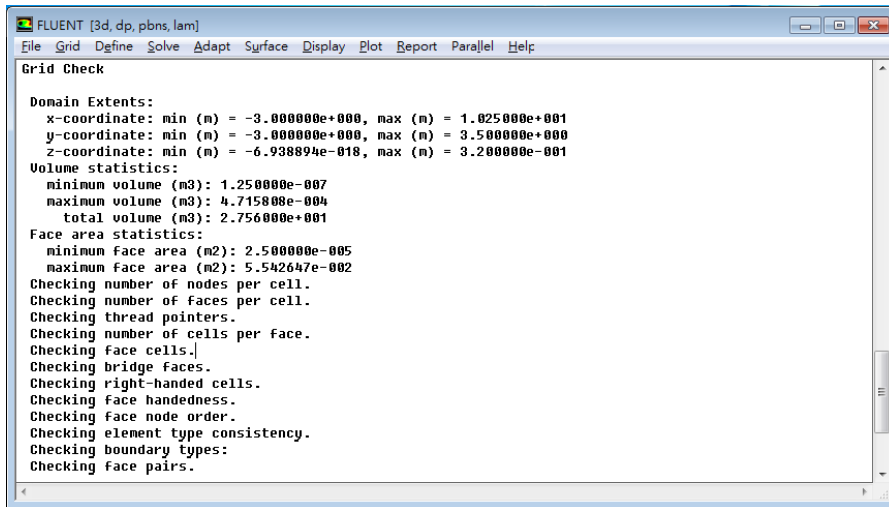 FLUENT [3d, dp, pbns, lam]
File Grid Define Solve Adapt Surface Display Plot Report Parallel Help
Grid Check
Domain Extents:
x-coordinate: min (m) = -3.000000e+000, max (m) = 1.025000e+001
y-coordinate: min (m) = -3.000000e+000, max (m) = 3.500000e+000
z-coordinate: min (m) = -6.938894e-018, max (m) = 3.200000e-001
Volume statistics:
minimum volume (m3): 1.250000e-007
maximum volume (m3): 4.715808e-004
total volume (m3): 2.756000e+001
Face area statistics:
minimum face area (m2): 2.500000e-005
maximum face area (m2): 5.542647e-002
Checking number of nodes per cell.
Checking number of faces per cell.
Checking thread pointers.
Checking number of cells per face.
Checking face cells.
Checking bridge faces.
Checking right-handed cells.
Checking face handedness.
Checking face node order.
Checking element type consistency.
Checking boundary types:
Checking face pairs.